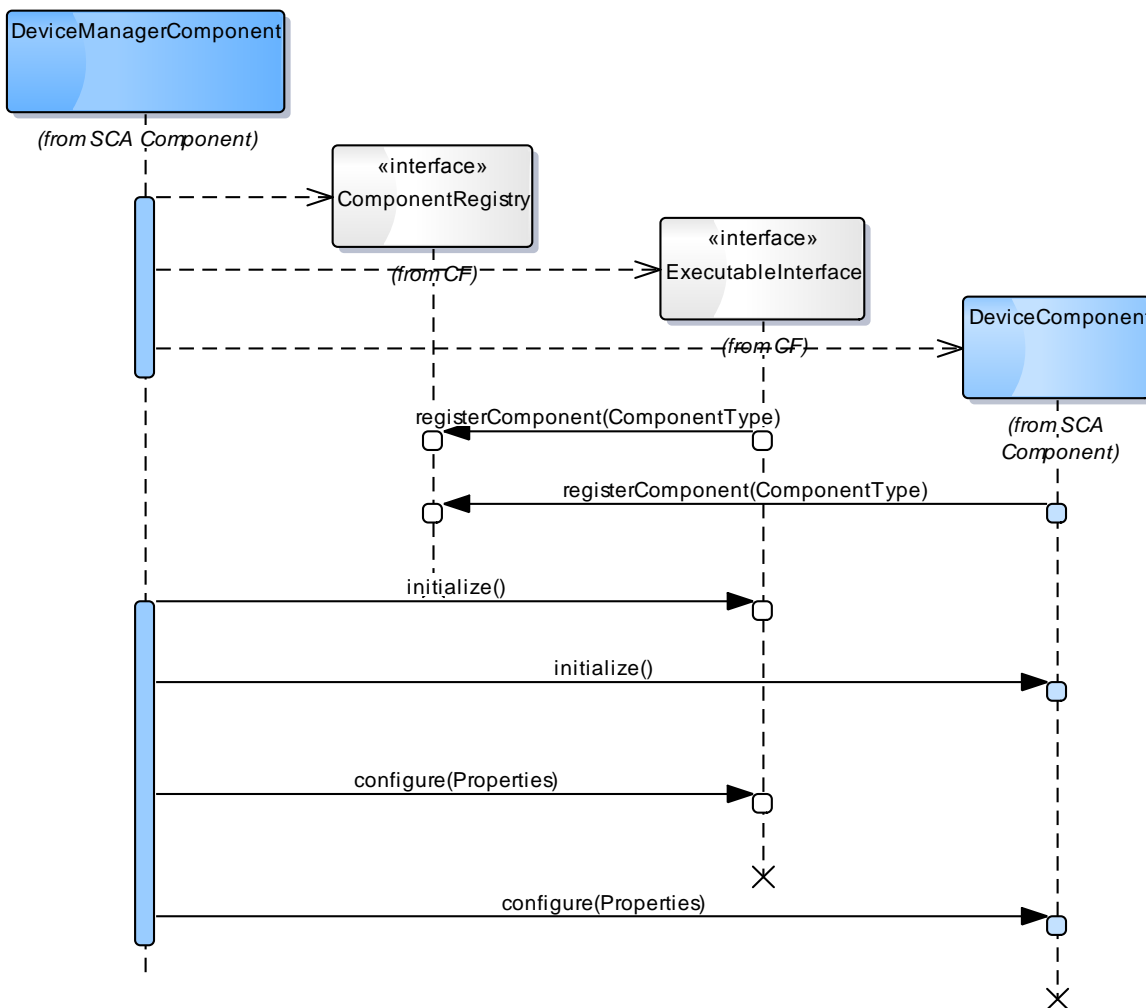 DeviceManagerComponent
(from SCA Component)
«interface»
ComponentRegistry
(from CF)
«interface»
ExecutableInterface
(from CF)
DeviceComponent
(from SCA
Component)
registerComponent(ComponentType)
registerComponent(ComponentType)
initialize()
initialize()
configure(Properties)
configure(Properties)